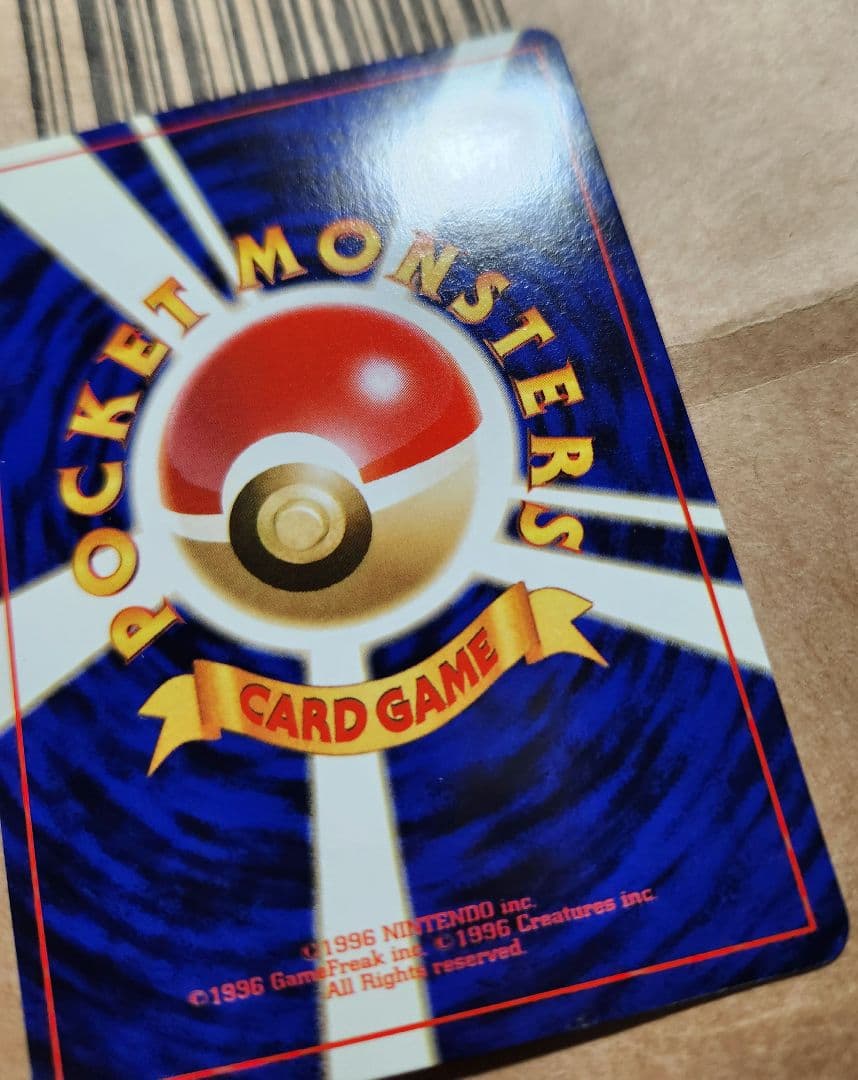 POCKET MONSTERS
CARD GAME
©1996 NINTENDO inc.
©1996 GameFreak inc. ©1996 Creatures inc.
All Rights reserved.